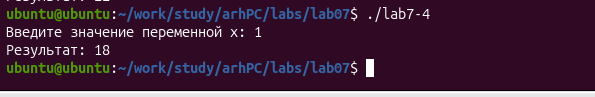 ubuntu@ubuntu:~/work/study/arhPC/labs/lab07$ ./lab7-4
Введите значение переменной x: 1
Результат: 18
ubuntu@ubuntu:~/work/study/arhPC/labs/lab07$